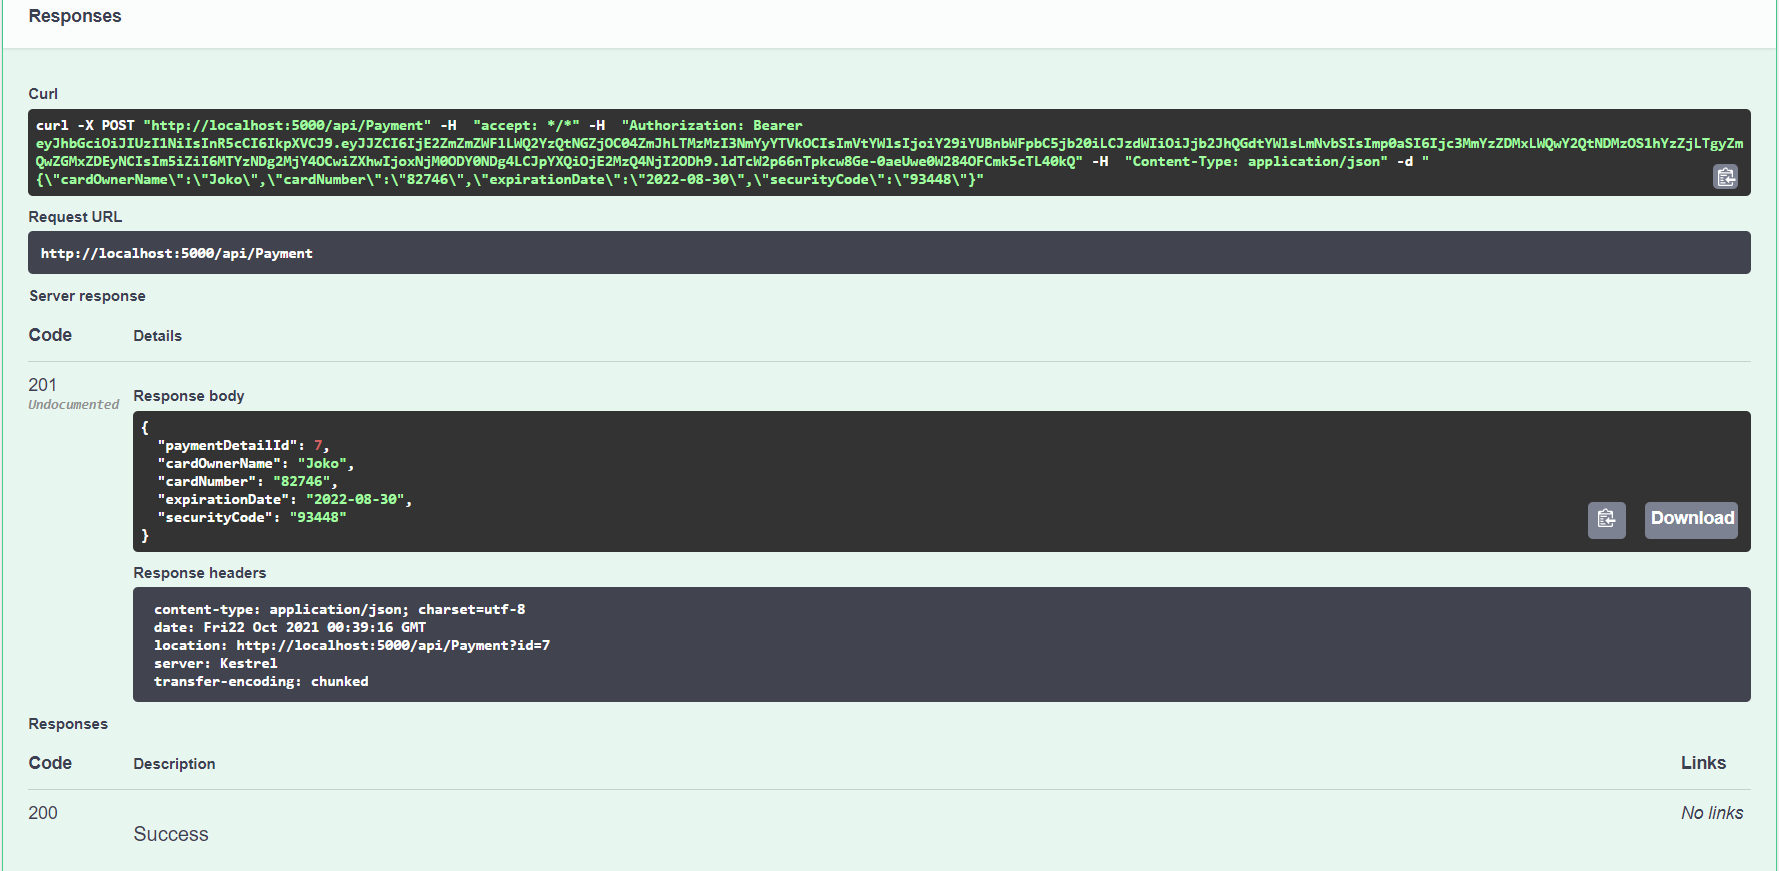 Responses
Curl
curl -X POST "http://localhost:5000/api/Payment" -H  "accept: */*" -H  "Authorization: Bearer
eyJhbGciOiJIUzI1NiIsInR5cCI6IkpXVCJ9.eyJJZCI6IjE2ZmZmZWFlLWQ2YzQtNGZjOC04ZmJhLTMzMzI3NmYyYTVkOCIsImVtYWlsIjoiY29iYUBnbWFpbC5jb20iLCJzdWIiOiJjb2JhQGdtYWlsLmNvbSIsImp0aSI6Ijc3MmYzZDMxLWQwY2QtNDMzOS1hYzZjLTgyZm
QwZGMxZDEyNCIsIm5iZiI6MTYzNDg2MjY4OCwiZXhwIjoxNjM0ODY0NDg4LCJpYXQiOjE2MzQ4NjI2ODh9.ldTcW2p66nTpkcw8Ge-0aeUwe0W284OFCmk5cTL40kQ" -H  "Content-Type: application/json" -d "
{\"cardOwnerName\":\"Joko\",\"cardNumber\":\"82746\",\"expirationDate\":\"2022-08-30\",\"securityCode\":\"93448\"}"
Request URL
http://localhost:5000/api/Payment
Server response
Code Details
201
Undocumented
Response body
{
"paymentDetailId": 7,
"cardOwnerName": "Joko",
"cardNumber": "82746",
"expirationDate": "2022-08-30",
"securityCode": "93448"
}
Download
Response headers
content-type: application/json; charset=utf-8
date: Fri22 Oct 2021 00:39:16 GMT
location: http://localhost:5000/api/Payment?id=7
server: Kestrel
transfer-encoding: chunked
Responses
Code Description Links
200 No links
Success